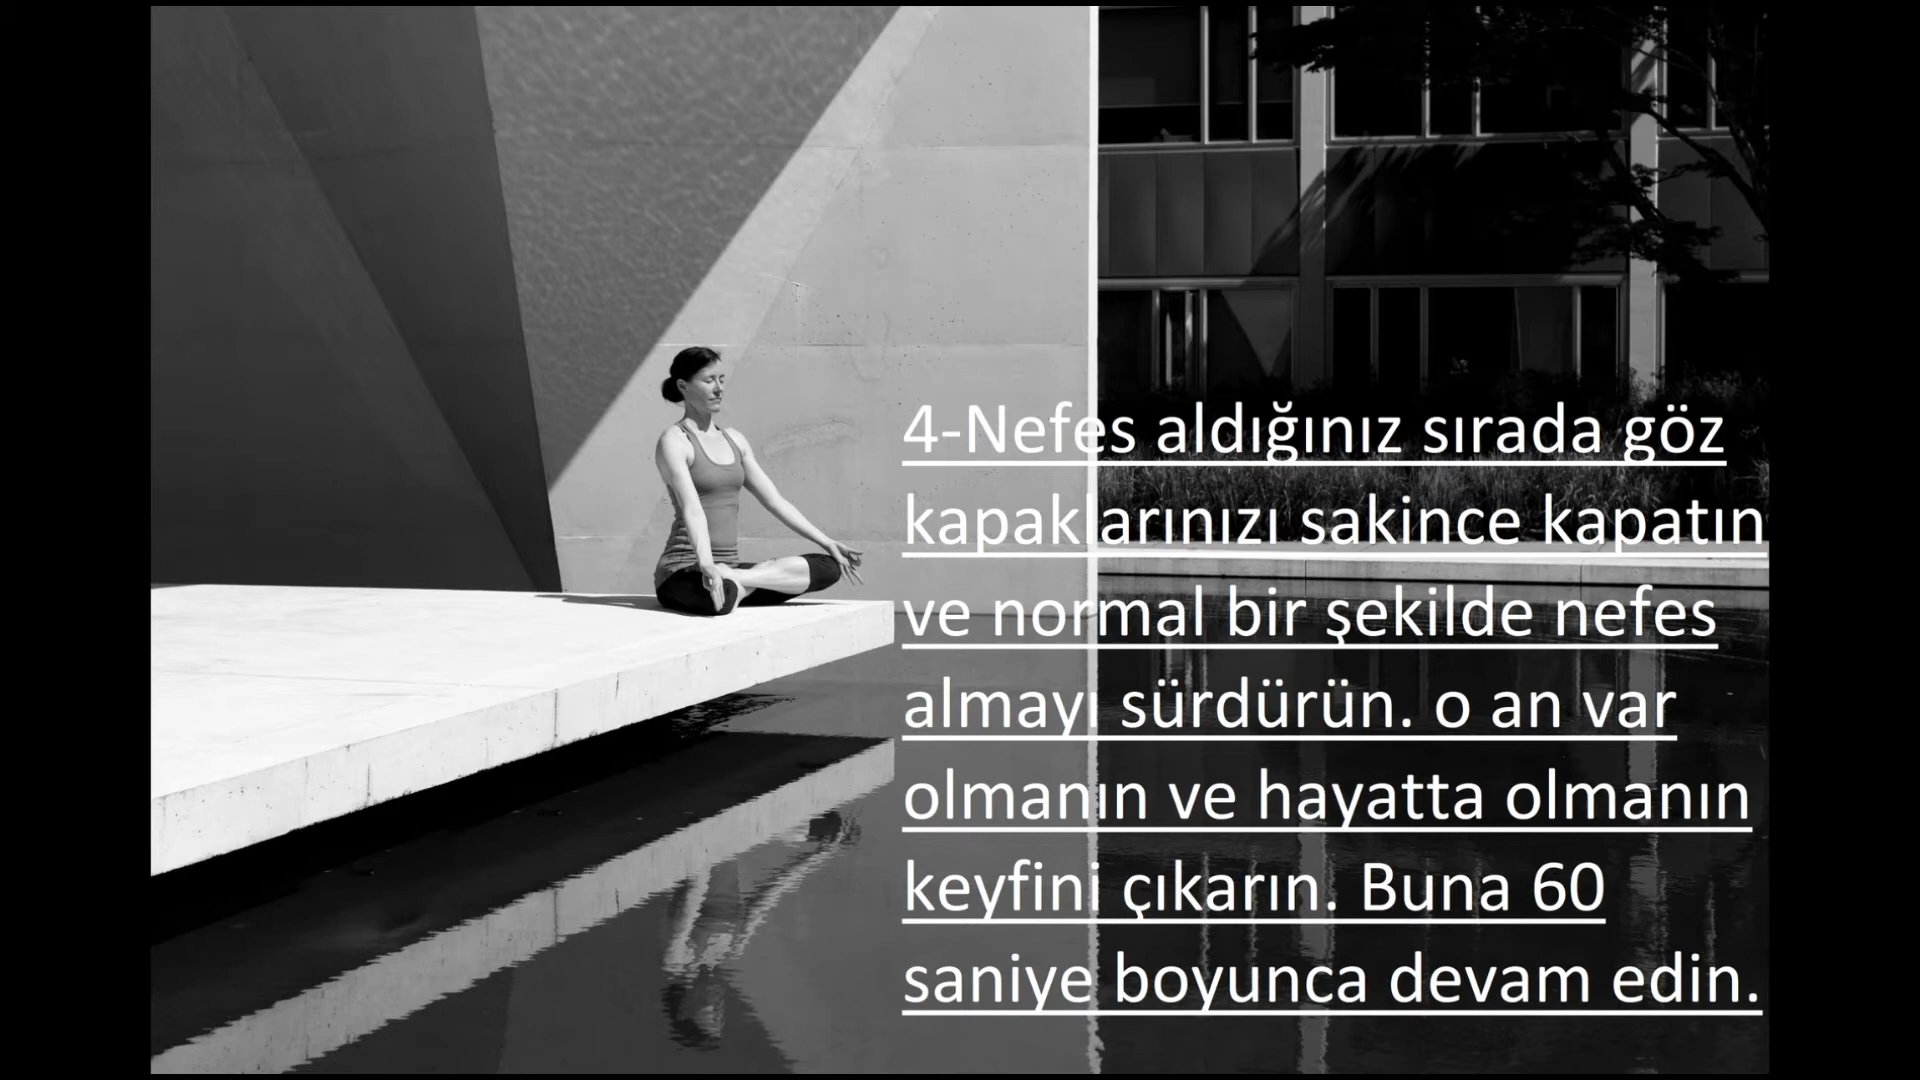 4-Nefes aldığınız sırada göz
kapaklarınızı sakince kapatın
ve normal bir şekilde nefes
almayı sürdürün. o an var
olmanın ve hayatta olmanın
keyfini çıkarın. Buna 60
saniye boyunca devam edin.